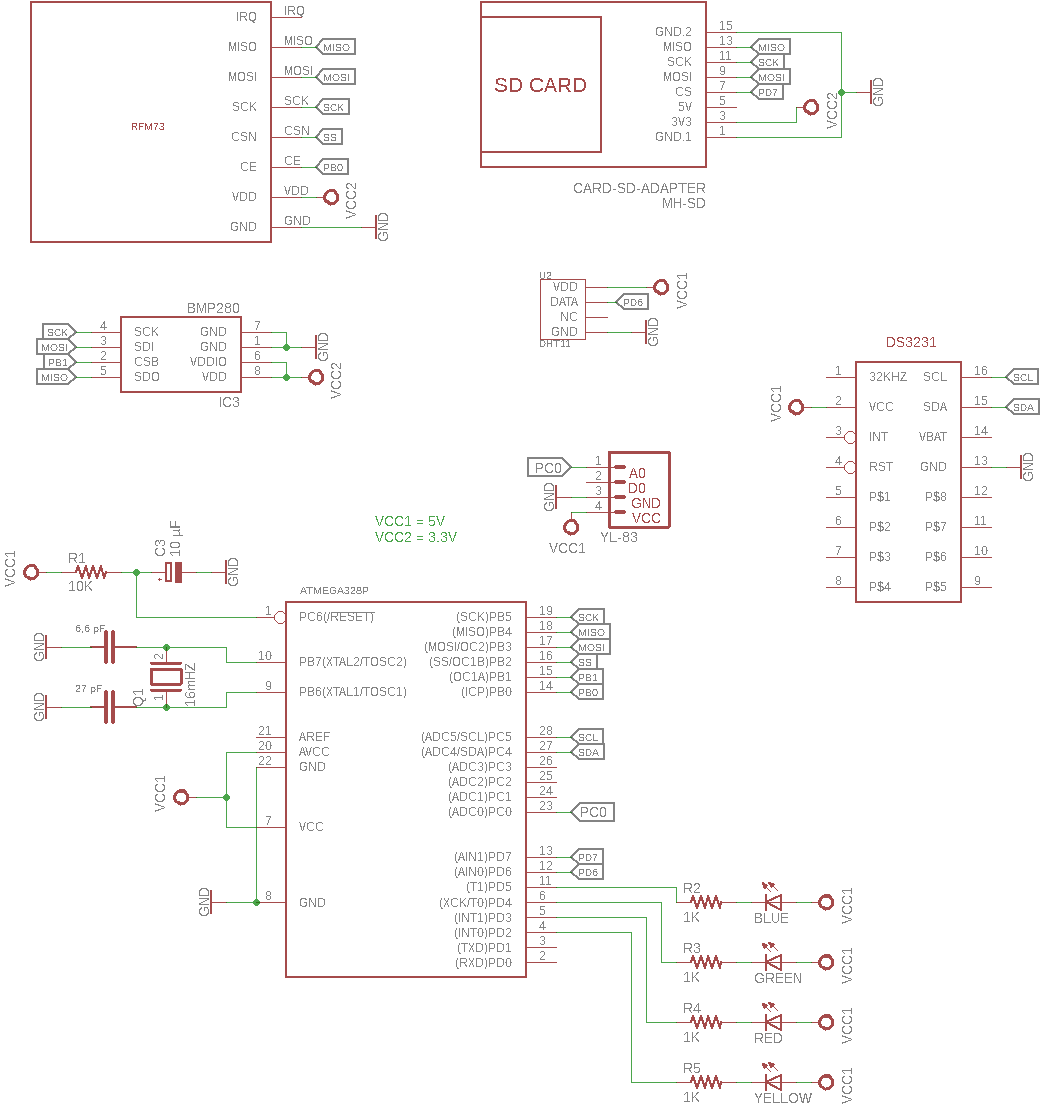 IRQ IRQ
MISO MISO MISO
MOSI MOSI MOSI
SCK SCK SCK
RFM73
CSN CSN SS
CE CE PB0
VDD VDD VCC2
GND GND GND
SD CARD
GND.2 15
MISO 13 MISO
SCK 11 SCK
MOSI 9 MOSI
CS 7 PD7
5V 5
3V3 3 VCC2
GND.1 1
GND
CARD-SD-ADAPTER
MH-SD
BMP280
SCK 4 SCK GND 7
MOSI 3 SDI GND 1 GND
PB1 2 CSB VDDIO 6
MISO 5 SDO VDD 8 VCC2
IC3
U2
VDD VCC1
DATA PD6
NC
GND GND
DHT11
DS3231
1 32KHZ SCL 16 SCL
VCC1 2 VCC SDA 15 SDA
3 INT VBAT 14
4 RST GND 13 GND
5 P$1 P$8 12
6 P$2 P$7 11
7 P$3 P$6 10
8 P$4 P$5 9
PC0 1 A0
2 D0
GND 3 GND
4 VCC
VCC1 YL-83
VCC1 = 5V
VCC2 = 3.3V
VCC1 R1 10K
C3 10 µF GND
ATMEGA328P
1 PC6(/RESET)
GND 6,6 pF
10 PB7(XTAL2/TOSC2)
2 1 Q1 16mHZ
GND 27 pF
9 PB6(XTAL1/TOSC1)
21 AREF
20 AVCC
22 GND
VCC1
7 VCC
GND 8 GND
(SCK)PB5 19 SCK
(MISO)PB4 18 MISO
(MOSI/OC2)PB3 17 MOSI
(SS/OC1B)PB2 16 SS
(OC1A)PB1 15 PB1
(ICP)PB0 14 PB0
(ADC5/SCL)PC5 28 SCL
(ADC4/SDA)PC4 27 SDA
(ADC3)PC3 26
(ADC2)PC2 25
(ADC1)PC1 24
(ADC0)PC0 23 PC0
(AIN1)PD7 13 PD7
(AIN0)PD6 12 PD6
(T1)PD5 11
(XCK/T0)PD4 6
(INT1)PD3 5
(INT0)PD2 4
(TXD)PD1 3
(RXD)PD0 2
R2 1K BLUE VCC1
R3 1K GREEN VCC1
R4 1K RED VCC1
R5 1K YELLOW VCC1